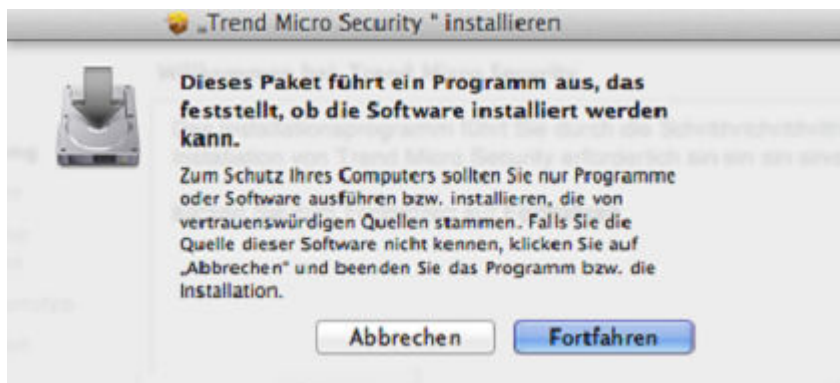 „Trend Micro Security " installieren
Dieses Paket führt ein Programm aus, das
feststellt, ob die Software installiert werden
kann.
Zum Schutz Ihres Computers sollten Sie nur Programme
oder Software ausführen bzw. installieren, die von
vertrauenswürdigen Quellen stammen. Falls Sie die
Quelle dieser Software nicht kennen, klicken Sie auf
„Abbrechen" und beenden Sie das Programm bzw. die
Installation.
Abbrechen
Fortfahren